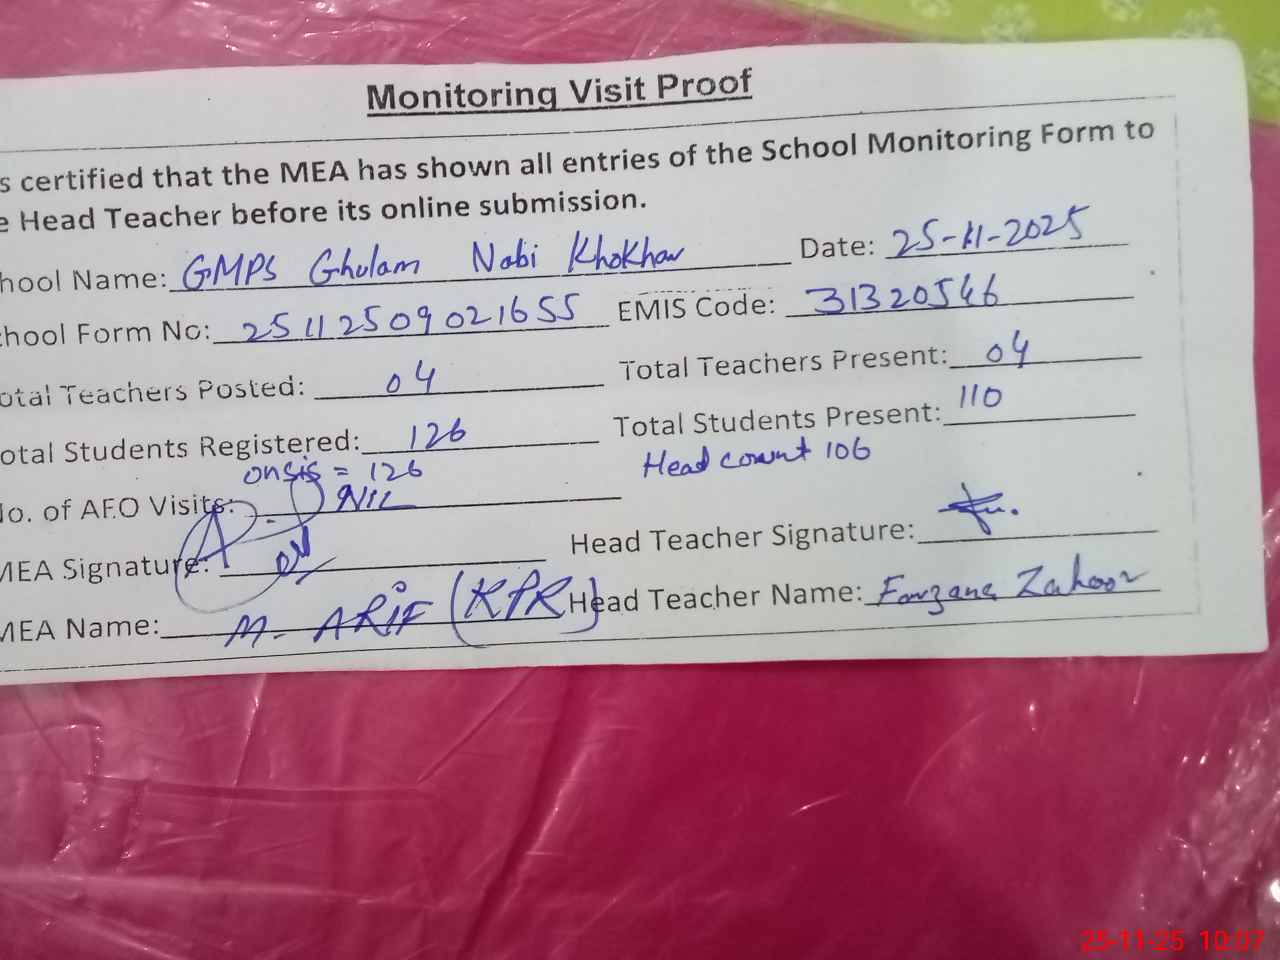 Monitoring Visit Proof
s certified that the MEA has shown all entries of the School Monitoring Form to
e Head Teacher before its online submission.
hool Name: GMPS Ghulam Nabi Khokhar Date: 25-11-2025
chool Form No: 25112509021655 EMIS Code: 31320546
otal Teachers Posted: 04 Total Teachers Present: 04
otal Students Registered: 126 Total Students Present: 110
onsis = 126 Head count 106
No. of AEO Visits: NIL
MEA Signature: Head Teacher Signature:
MEA Name: M. ARIF (KPR) Head Teacher Name: Farzana Zahoor
25-11-25 10:07